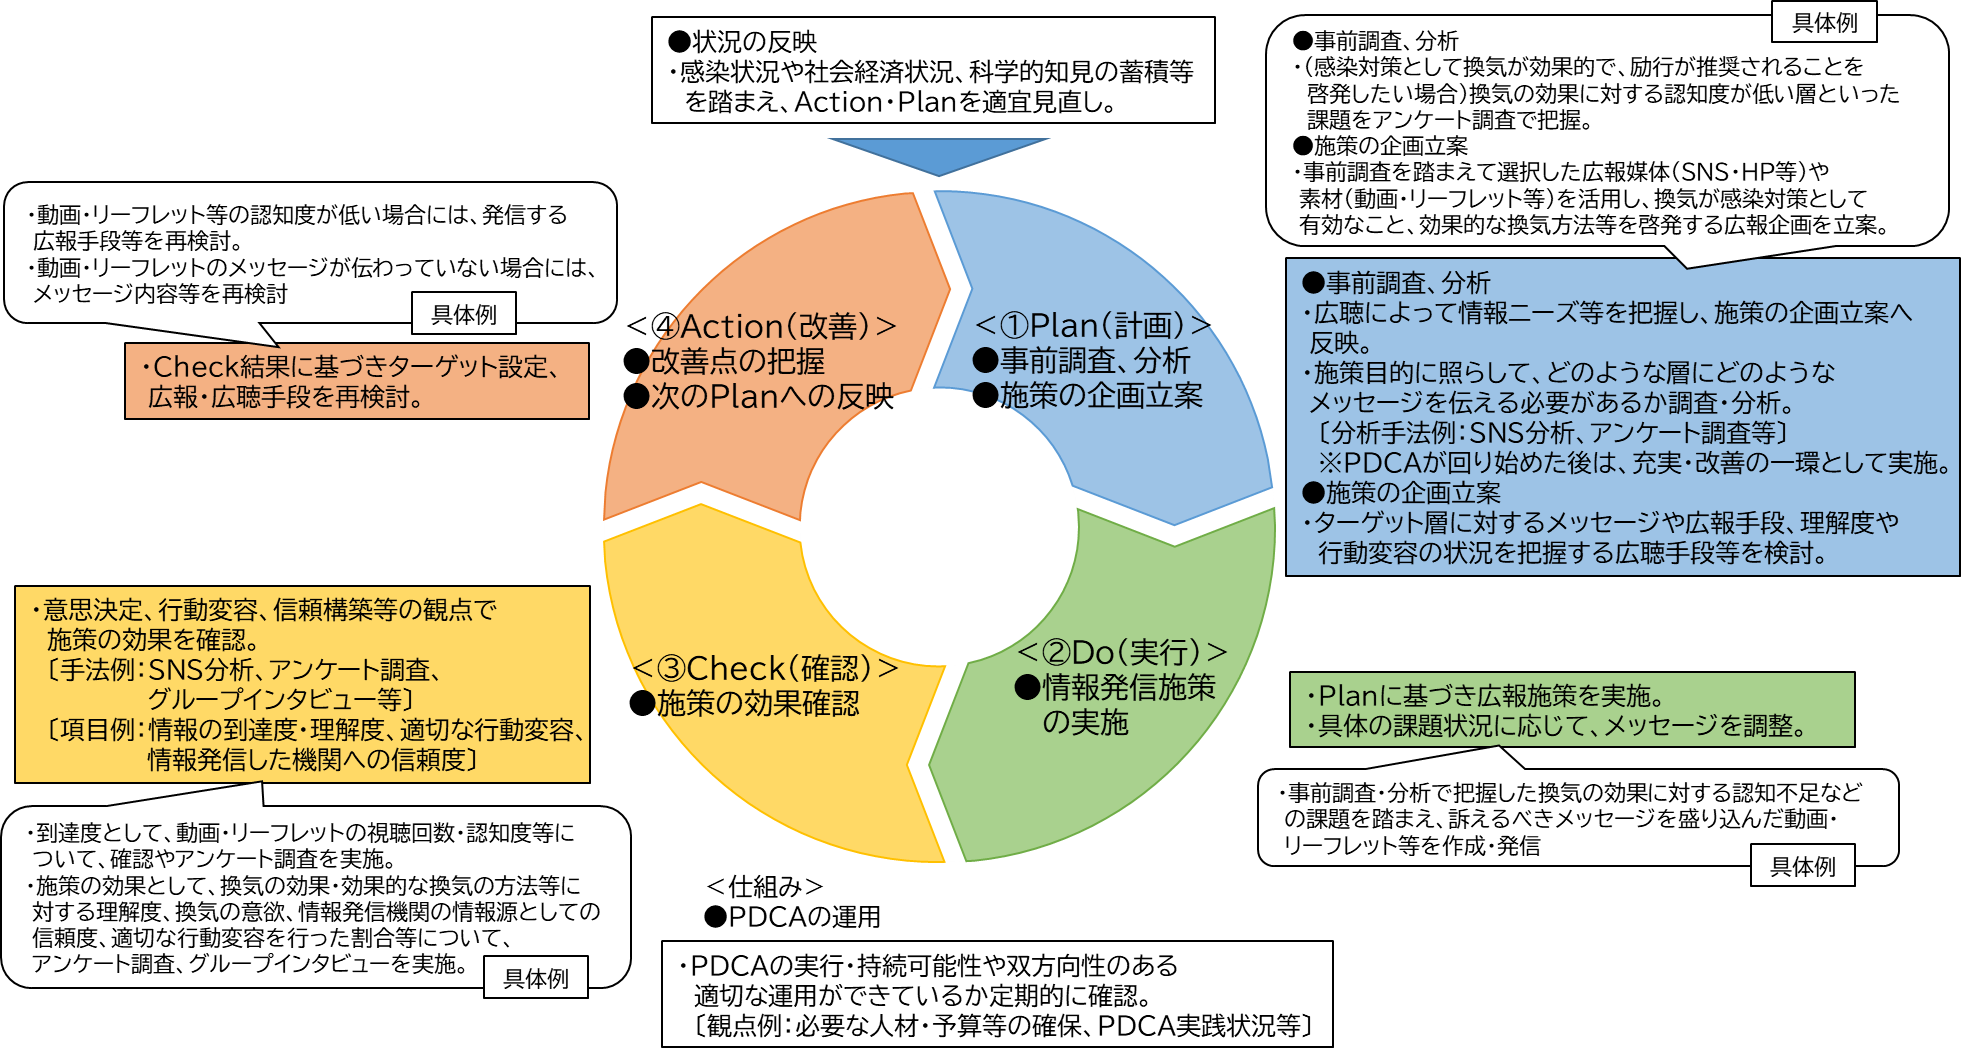 ●状況の反映
・感染状況や社会経済状況、科学的知見の蓄積等
を踏まえ、Action・Planを適宜見直し。
具体例
●事前調査、分析
・（感染対策として換気が効果的で、励行が推奨されることを
啓発したい場合）換気の効果に対する認知度が低い層といった
課題をアンケート調査で把握。
●施策の企画立案
・事前調査を踏まえて選択した広報媒体（SNS・HP等）や
素材（動画・リーフレット等）を活用し、換気が感染対策として
有効なこと、効果的な換気方法等を啓発する広報企画を立案。
●事前調査、分析
・広聴によって情報ニーズ等を把握し、施策の企画立案へ
反映。
・施策目的に照らして、どのような層にどのような
メッセージを伝える必要があるか調査・分析。
〔分析手法例：SNS分析、アンケート調査等〕
※PDCAが回り始めた後は、充実・改善の一環として実施。
●施策の企画立案
・ターゲット層に対するメッセージや広報手段、理解度や
行動変容の状況を把握する広聴手段等を検討。
＜①Plan（計画）＞
●事前調査、分析
●施策の企画立案
＜②Do（実行）＞
●情報発信施策
の実施
・Planに基づき広報施策を実施。
・具体の課題状況に応じて、メッセージを調整。
・事前調査・分析で把握した換気の効果に対する認知不足など
の課題を踏まえ、訴えるべきメッセージを盛り込んだ動画・
リーフレット等を作成・発信
具体例
＜③Check（確認）＞
●施策の効果確認
・意思決定、行動変容、信頼構築等の観点で
施策の効果を確認。
〔手法例：SNS分析、アンケート調査、
グループインタビュー等〕
〔項目例：情報の到達度・理解度、適切な行動変容、
情報発信した機関への信頼度〕
・到達度として、動画・リーフレットの視聴回数・認知度等に
ついて、確認やアンケート調査を実施。
・施策の効果として、換気の効果・効果的な換気の方法等に
対する理解度、換気の意欲、情報発信機関の情報源としての
信頼度、適切な行動変容を行った割合等について、
アンケート調査、グループインタビューを実施。
具体例
＜④Action（改善）＞
●改善点の把握
●次のPlanへの反映
・動画・リーフレット等の認知度が低い場合には、発信する
広報手段等を再検討。
・動画・リーフレットのメッセージが伝わっていない場合には、
メッセージ内容等を再検討
具体例
・Check結果に基づきターゲット設定、
広報・広聴手段を再検討。
＜仕組み＞
●PDCAの運用
・PDCAの実行・持続可能性や双方向性のある
適切な運用ができているか定期的に確認。
〔観点例：必要な人材・予算等の確保、PDCA実践状況等〕